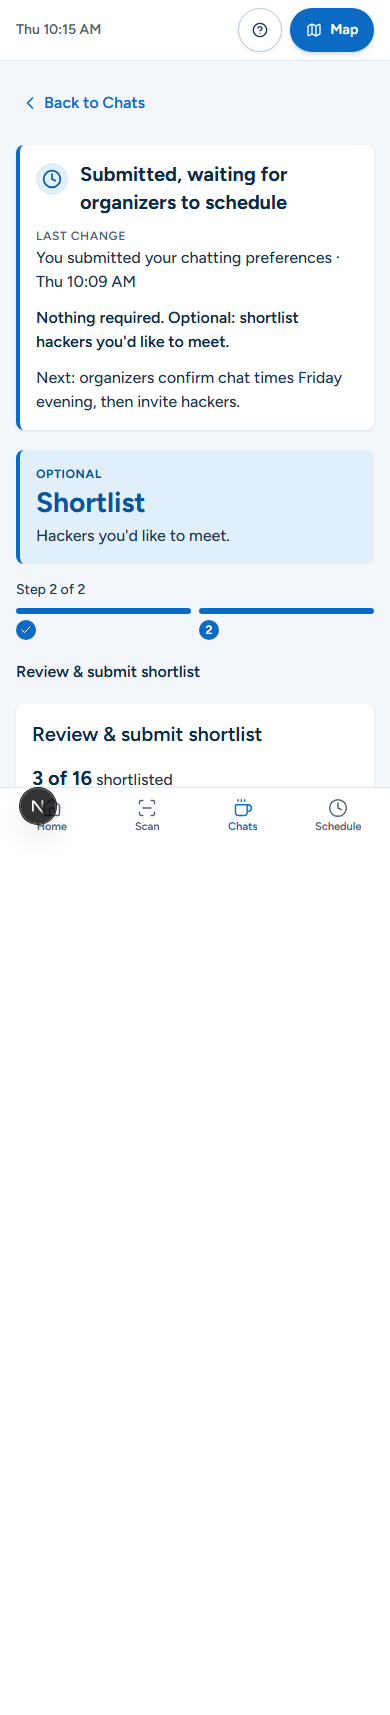 Thu 10:15 AM
Map
Back to Chats
Submitted, waiting for
organizers to schedule
LAST CHANGE
You submitted your chatting preferences ·
Thu 10:09 AM
Nothing required. Optional: shortlist
hackers you'd like to meet.
Next: organizers confirm chat times Friday
evening, then invite hackers.
OPTIONAL
Shortlist
Hackers you'd like to meet.
Step 2 of 2
2
Review & submit shortlist
Review & submit shortlist
3 of 16 shortlisted
N
Home
Scan
Chats
Schedule